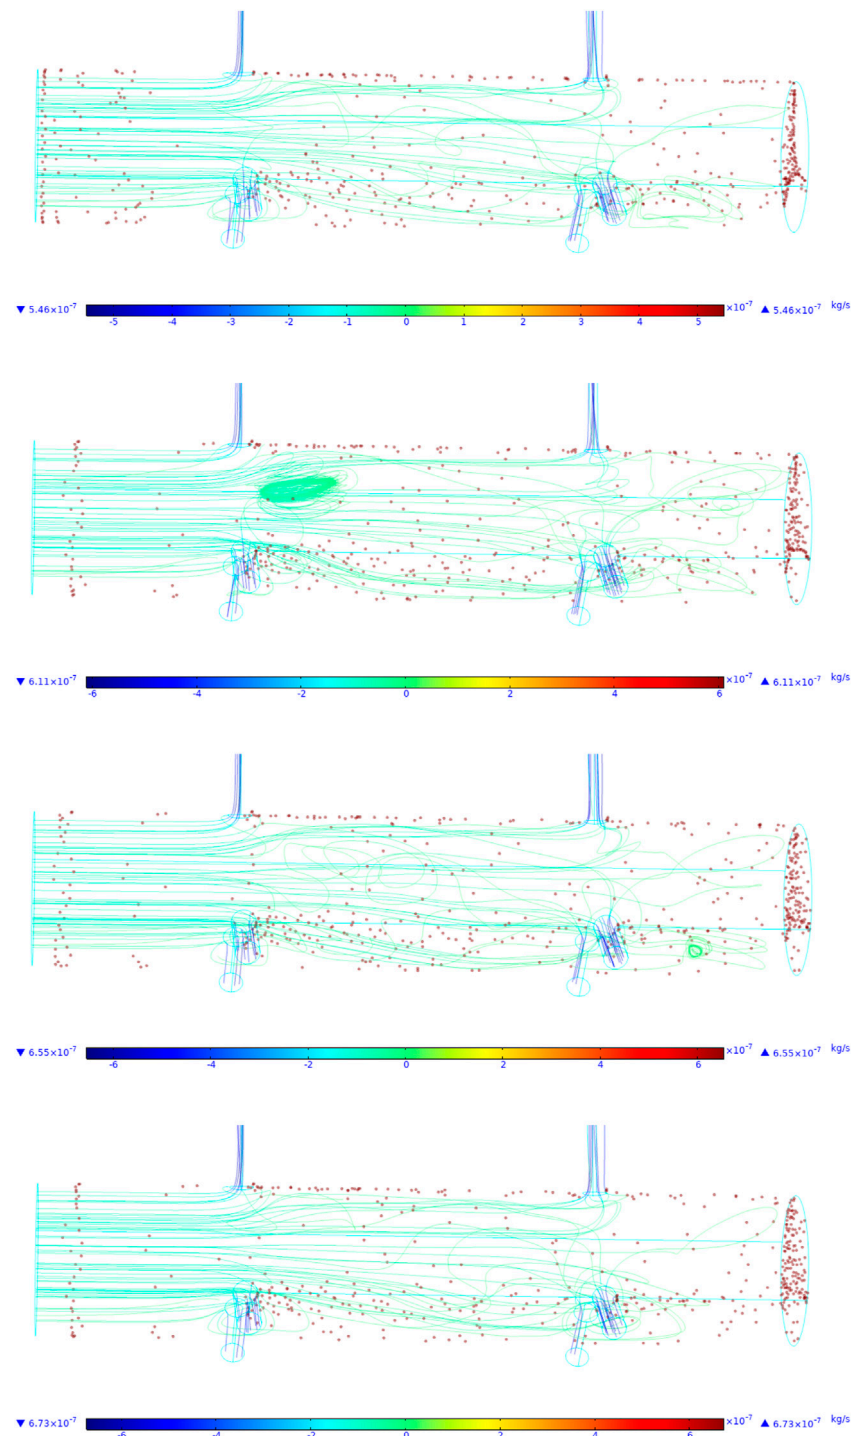 ▼ 5.46×10⁻⁷ ×10⁻⁷ ▲ 5.46×10⁻⁷ kg/s
-5 -4 -3 -2 -1 0 1 2 3 4 5
▼ 6.11×10⁻⁷ ×10⁻⁷ ▲ 6.11×10⁻⁷ kg/s
-6 -4 -2 0 2 4 6
▼ 6.55×10⁻⁷ ×10⁻⁷ ▲ 6.55×10⁻⁷ kg/s
-6 -4 -2 0 2 4 6
▼ 6.73×10⁻⁷ ×10⁻⁷ ▲ 6.73×10⁻⁷ kg/s
-6 -4 -2 0 2 4 6